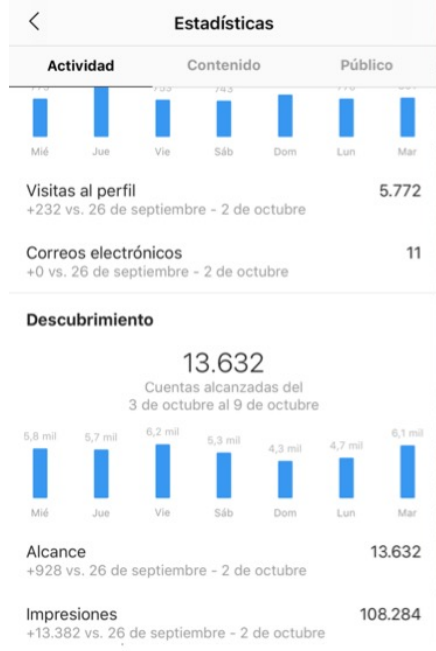 Estadísticas
Actividad Contenido Público
753 743
Mié Jue Vie Sáb Dom Lun Mar
Visitas al perfil 5.772
+232 vs. 26 de septiembre - 2 de octubre
Correos electrónicos 11
+0 vs. 26 de septiembre - 2 de octubre
Descubrimiento
13.632
Cuentas alcanzadas del
3 de octubre al 9 de octubre
5,8 mil 5,7 mil 6,2 mil 5,3 mil 4,3 mil 4,7 mil 6,1 mil
Mié Jue Vie Sáb Dom Lun Mar
Alcance 13.632
+928 vs. 26 de septiembre - 2 de octubre
Impresiones 108.284
+13.382 vs. 26 de septiembre - 2 de octubre